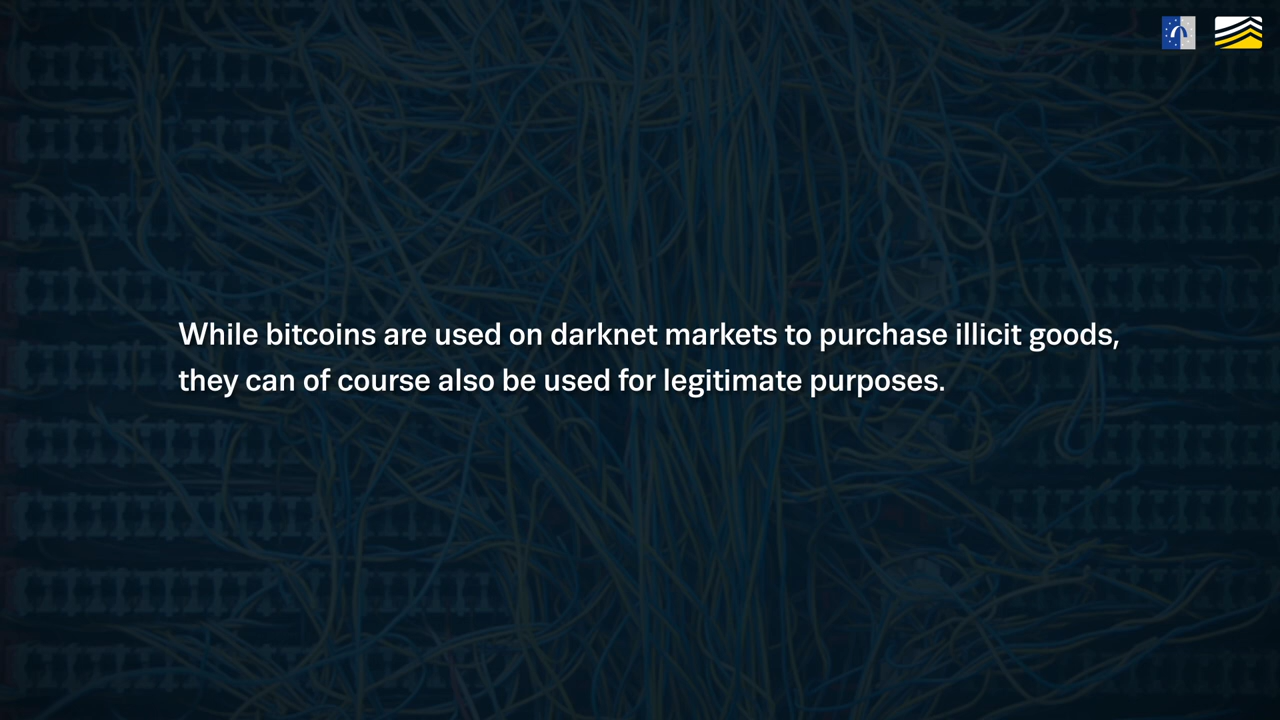 While bitcoins are used on darknet markets to purchase illicit goods,
they can of course also be used for legitimate purposes.